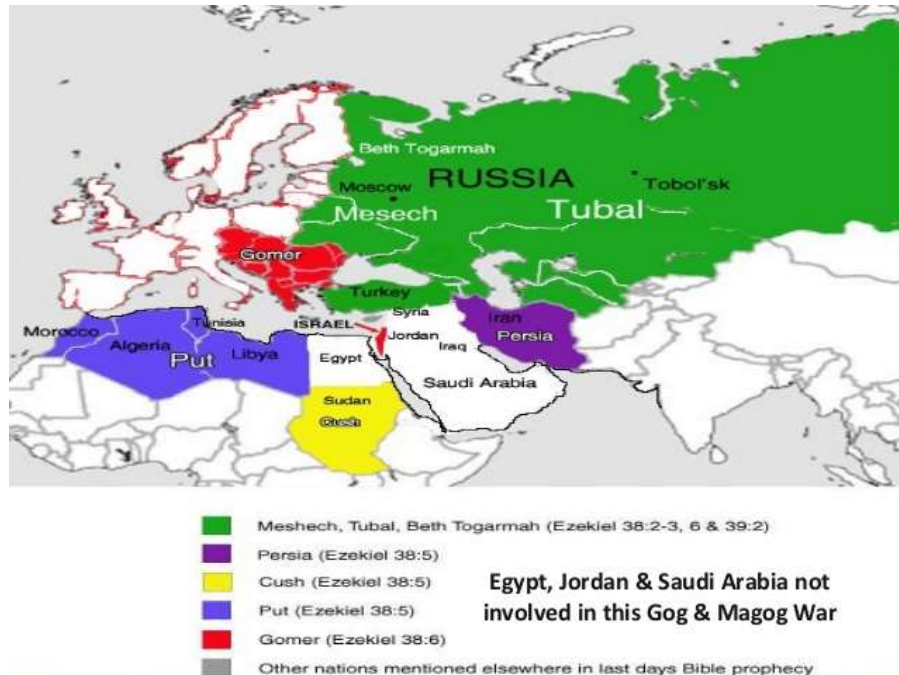 Beth Togarmah
RUSSIA
Moscow
Tobol'sk
Mesech
Tubal
Gomer
Turkey
Syria
Iran
Morocco
Tunisia
ISRAEL
Jordan
Persia
Algeria
Libya
Iraq
Put
Egypt
Saudi Arabia
Sudan
Cush
Meshech, Tubal, Beth Togarmah (Ezekiel 38:2-3, 6 & 39:2)
Persia (Ezekiel 38:5)
Cush (Ezekiel 38:5)
Put (Ezekiel 38:5)
Gomer (Ezekiel 38:6)
Other nations mentioned elsewhere in last days Bible prophecy
Egypt, Jordan & Saudi Arabia not
involved in this Gog & Magog War